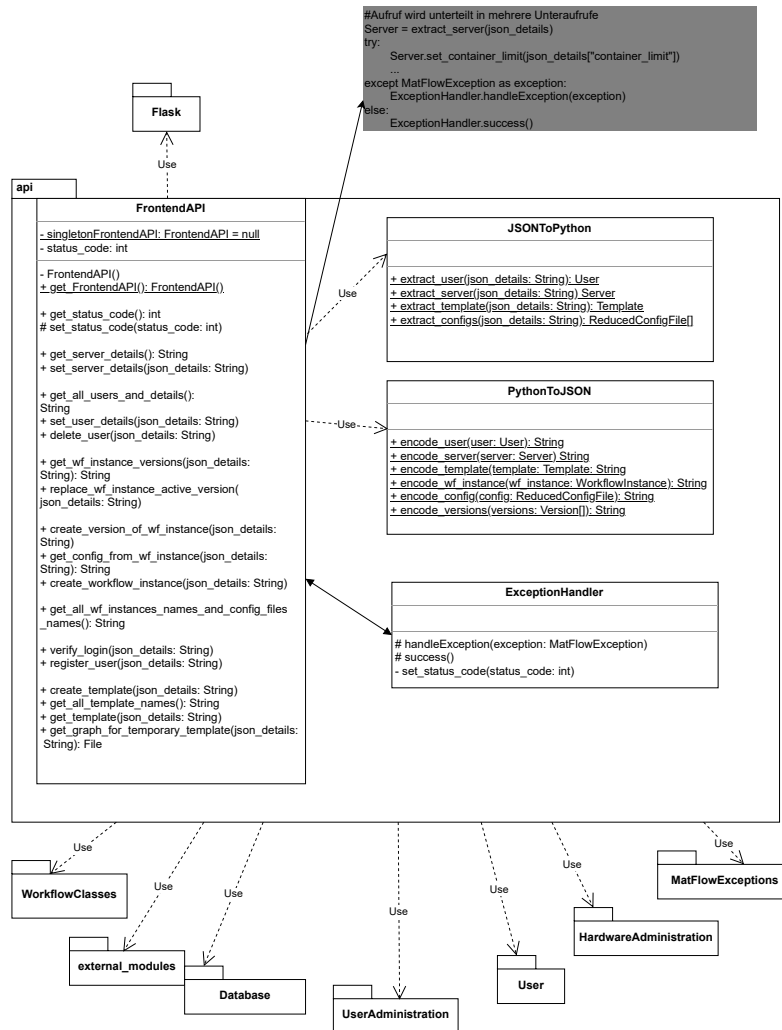 #Aufruf wird unterteilt in mehrere Unteraufrufe
Server = extract_server(json_details)
try:
Server.set_container_limit(json_details["container_limit"])
...
except MatFlowException as exception:
ExceptionHandler.handleException(exception)
else:
ExceptionHandler.success()
Flask
Use
api
FrontendAPI
- singletonFrontendAPI: FrontendAPI = null
- status_code: int
- FrontendAPI()
+ get_FrontendAPI(): FrontendAPI()
+ get_status_code(): int
# set_status_code(status_code: int)
+ get_server_details(): String
+ set_server_details(json_details: String)
+ get_all_users_and_details():
String
+ set_user_details(json_details: String)
+ delete_user(json_details: String)
+ get_wf_instance_versions(json_details:
String): String
+ replace_wf_instance_active_version(
json_details: String)
+ create_version_of_wf_instance(json_details:
String)
+ get_config_from_wf_instance(json_details:
String): String
+ create_workflow_instance(json_details: String)
+ get_all_wf_instances_names_and_config_files
_names(): String
+ verify_login(json_details: String)
+ register_user(json_details: String)
+ create_template(json_details: String)
+ get_all_template_names(): String
+ get_template(json_details: String)
+ get_graph_for_temporary_template(json_details:
String): File
Use
JSONToPython
+ extract_user(json_details: String): User
+ extract_server(json_details: String) Server
+ extract_template(json_details: String): Template
+ extract_configs(json_details: String): ReducedConfigFile[]
Use
PythonToJSON
+ encode_user(user: User): String
+ encode_server(server: Server) String
+ encode_template(template: Template: String
+ encode_wf_instance(wf_instance: WorkflowInstance): String
+ encode_config(config: ReducedConfigFile): String
+ encode_versions(versions: Version[]): String
ExceptionHandler
# handleException(exception: MatFlowException)
# success()
- set_status_code(status_code: int)
Use
WorkflowClasses
Use
external_modules
Use
Database
Use
UserAdministration
Use
User
Use
HardwareAdministration
Use
MatFlowExceptions